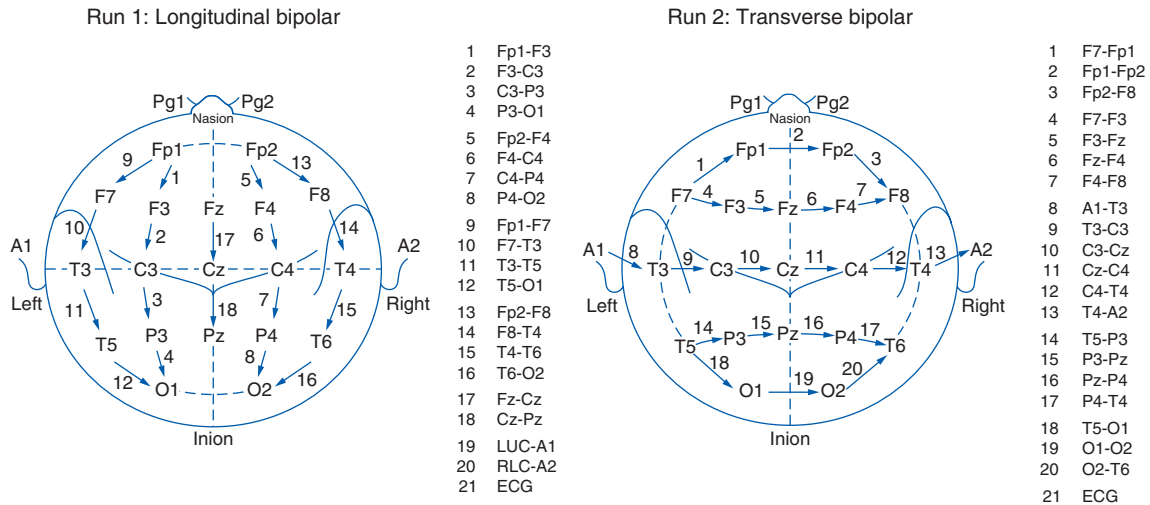 Run 1: Longitudinal bipolar
Pg1 Pg2
Nasion
Fp1 Fp2
9 1 5 13
F7 F3 Fz F4 F8
10 2 17 6 14
A1 T3 C3 Cz C4 T4 A2
Left Right
11 3 18 7 15
T5 P3 Pz P4 T6
12 4 8 16
O1 O2
Inion
1 Fp1-F3
2 F3-C3
3 C3-P3
4 P3-O1
5 Fp2-F4
6 F4-C4
7 C4-P4
8 P4-O2
9 Fp1-F7
10 F7-T3
11 T3-T5
12 T5-O1
13 Fp2-F8
14 F8-T4
15 T4-T6
16 T6-O2
17 Fz-Cz
18 Cz-Pz
19 LUC-A1
20 RLC-A2
21 ECG
Run 2: Transverse bipolar
Pg1 Pg2
Nasion
2
Fp1 Fp2
1 3
F7 4 F3 5 Fz 6 F4 7 F8
A1 8 T3 9 C3 10 Cz 11 C4 12 T4 13 A2
Left Right
T5 14 P3 15 Pz 16 P4 17 T6
18 19 20
O1 O2
Inion
1 F7-Fp1
2 Fp1-Fp2
3 Fp2-F8
4 F7-F3
5 F3-Fz
6 Fz-F4
7 F4-F8
8 A1-T3
9 T3-C3
10 C3-Cz
11 Cz-C4
12 C4-T4
13 T4-A2
14 T5-P3
15 P3-Pz
16 Pz-P4
17 P4-T4
18 T5-O1
19 O1-O2
20 O2-T6
21 ECG